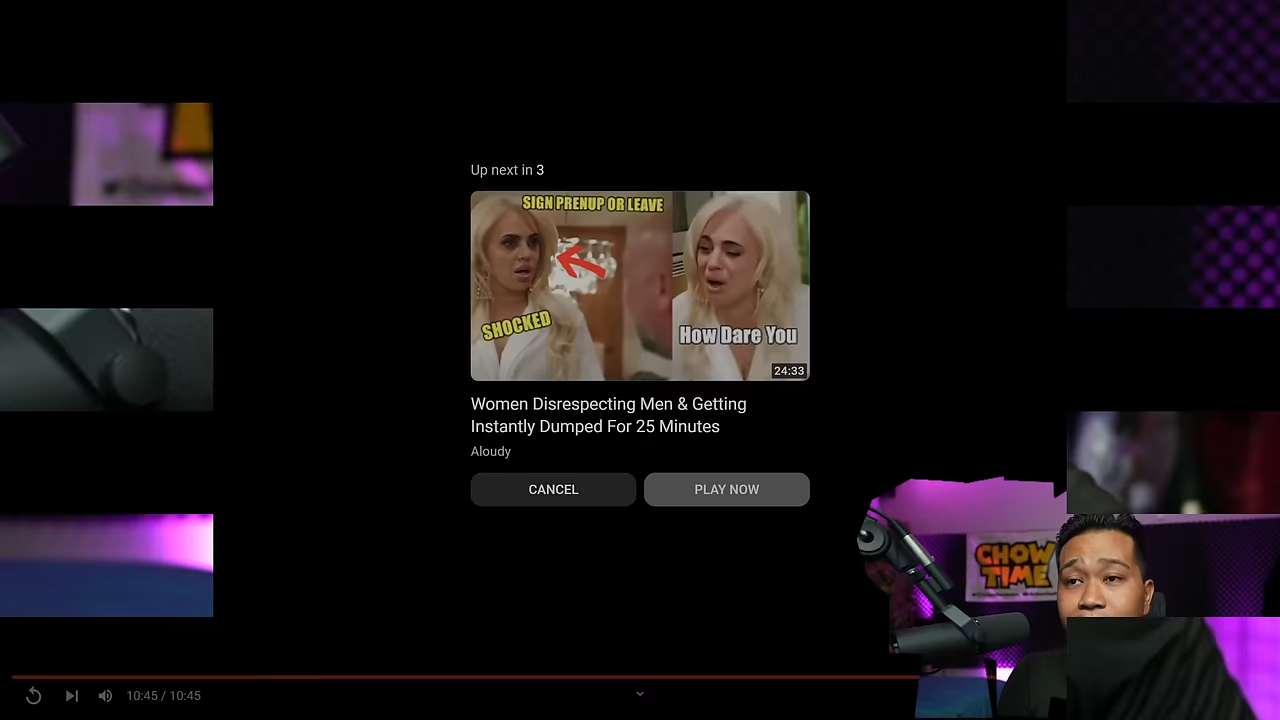 Up next in 3
SIGN PRENUP OR LEAVE
SHOCKED
How Dare You
24:33
Women Disrespecting Men & Getting
Instantly Dumped For 25 Minutes
Aloudy
CANCEL
PLAY NOW
CHOW
TIME
10:45 / 10:45